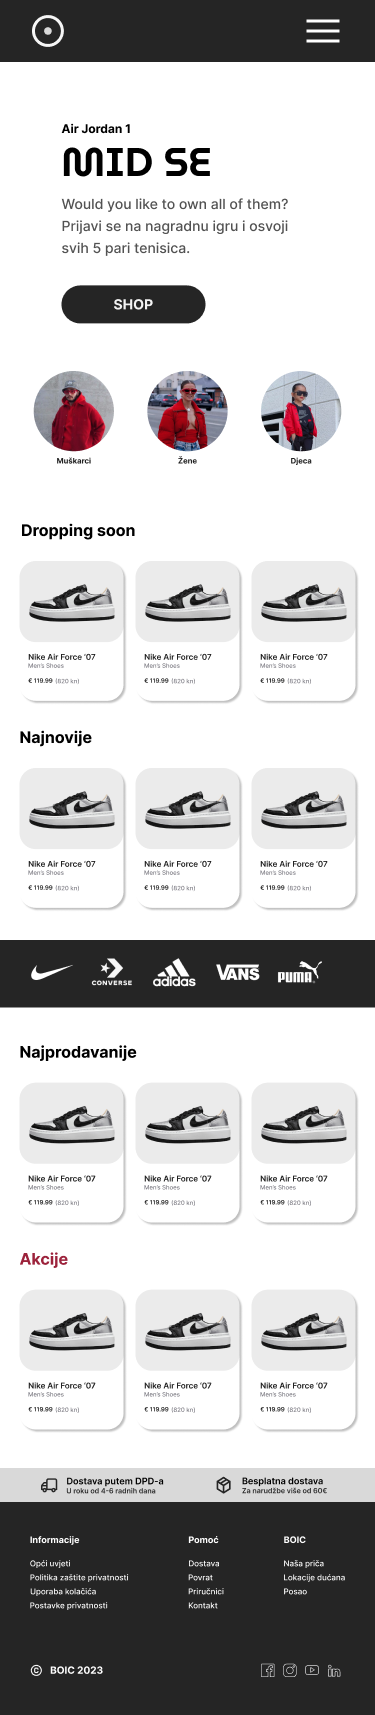 Air Jordan 1
MID SE
Would you like to own all of them?
Prijavi se na nagradnu igru i osvoji
svih 5 pari tenisica.
SHOP
Muškarci Žene Djeca
Dropping soon
Nike Air Force '07 Nike Air Force '07 Nike Air Force '07
Men's Shoes Men's Shoes Men's Shoes
€ 119.99 (820 kn) € 119.99 (820 kn) € 119.99 (820 kn)
Najnovije
Nike Air Force '07 Nike Air Force '07 Nike Air Force '07
Men's Shoes Men's Shoes Men's Shoes
€ 119.99 (820 kn) € 119.99 (820 kn) € 119.99 (820 kn)
CONVERSE adidas VANS PUMA
Najprodavanije
Nike Air Force '07 Nike Air Force '07 Nike Air Force '07
Men's Shoes Men's Shoes Men's Shoes
€ 119.99 (820 kn) € 119.99 (820 kn) € 119.99 (820 kn)
Akcije
Nike Air Force '07 Nike Air Force '07 Nike Air Force '07
Men's Shoes Men's Shoes Men's Shoes
€ 119.99 (820 kn) € 119.99 (820 kn) € 119.99 (820 kn)
Dostava putem DPD-a Besplatna dostava
U roku od 4-6 radnih dana Za narudžbe više od 60€
Informacije Pomoć BOIC
Opći uvjeti Dostava Naša priča
Politika zaštite privatnosti Povrat Lokacije dućana
Uporaba kolačića Priručnici Posao
Postavke privatnosti Kontakt
© BOIC 2023